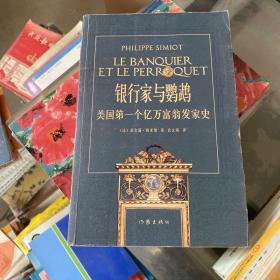 PHILIPPE SIMIOT
LE BANQUIER
ET LE PERROQUET
银行家与鹦鹉
美国第一个亿万富翁发家史
作家出版社